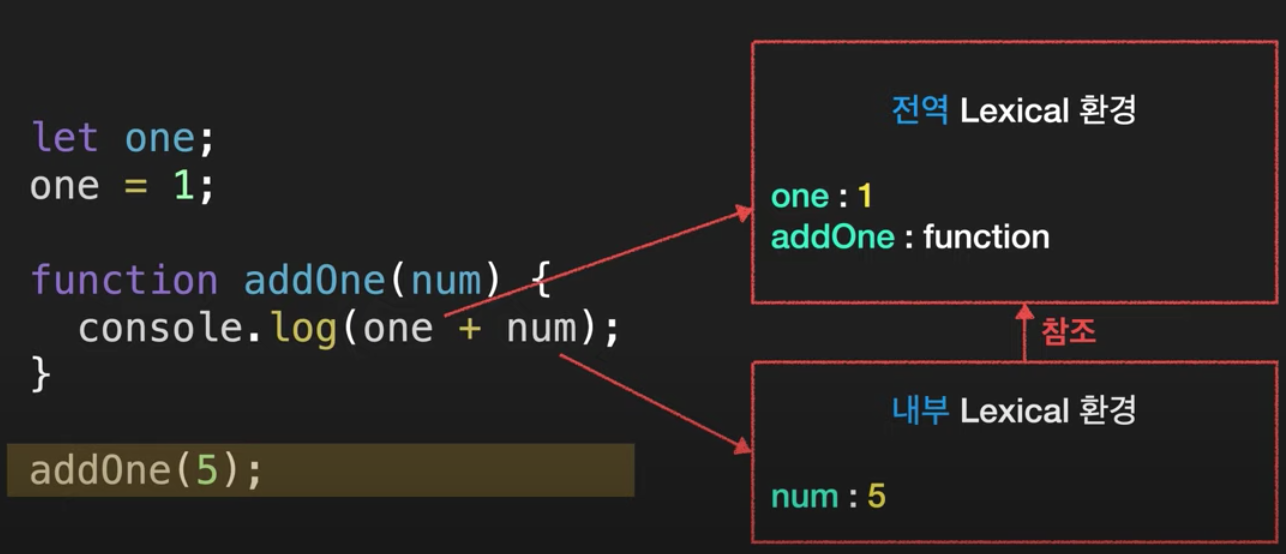 let one;
one = 1;
function addOne(num) {
  console.log(one + num);
}
addOne(5);
전역 Lexical 환경
one : 1
addOne : function
참조
내부 Lexical 환경
num : 5